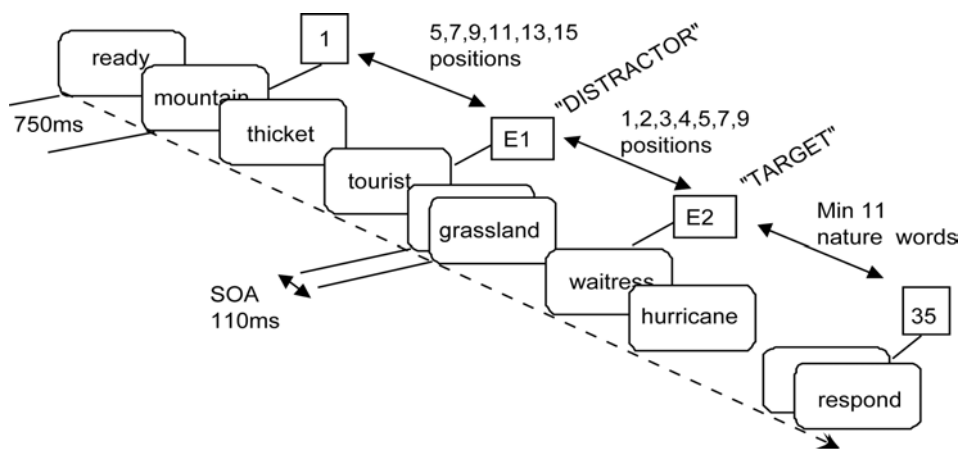 ready
1
5,7,9,11,13,15
positions
"DISTRACTOR"
mountain
750ms
thicket
E1
1,2,3,4,5,7,9
positions
"TARGET"
tourist
grassland
E2
Min 11
nature words
SOA
110ms
waitress
hurricane
35
respond